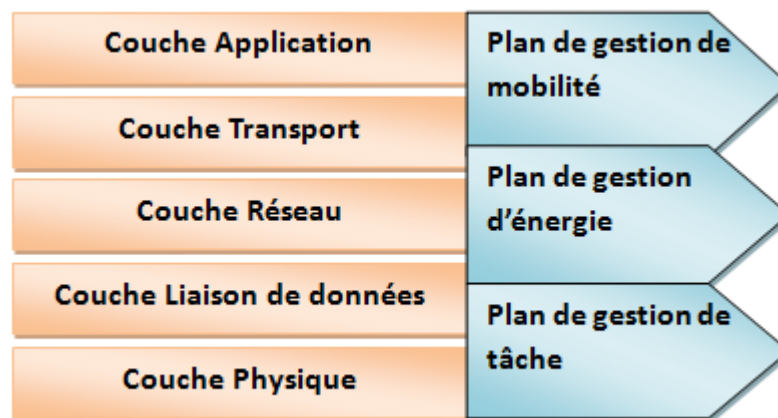 Couche Application
Couche Transport
Couche Réseau
Couche Liaison de données
Couche Physique
Plan de gestion de
mobilité
Plan de gestion
d’énergie
Plan de gestion de
tâche